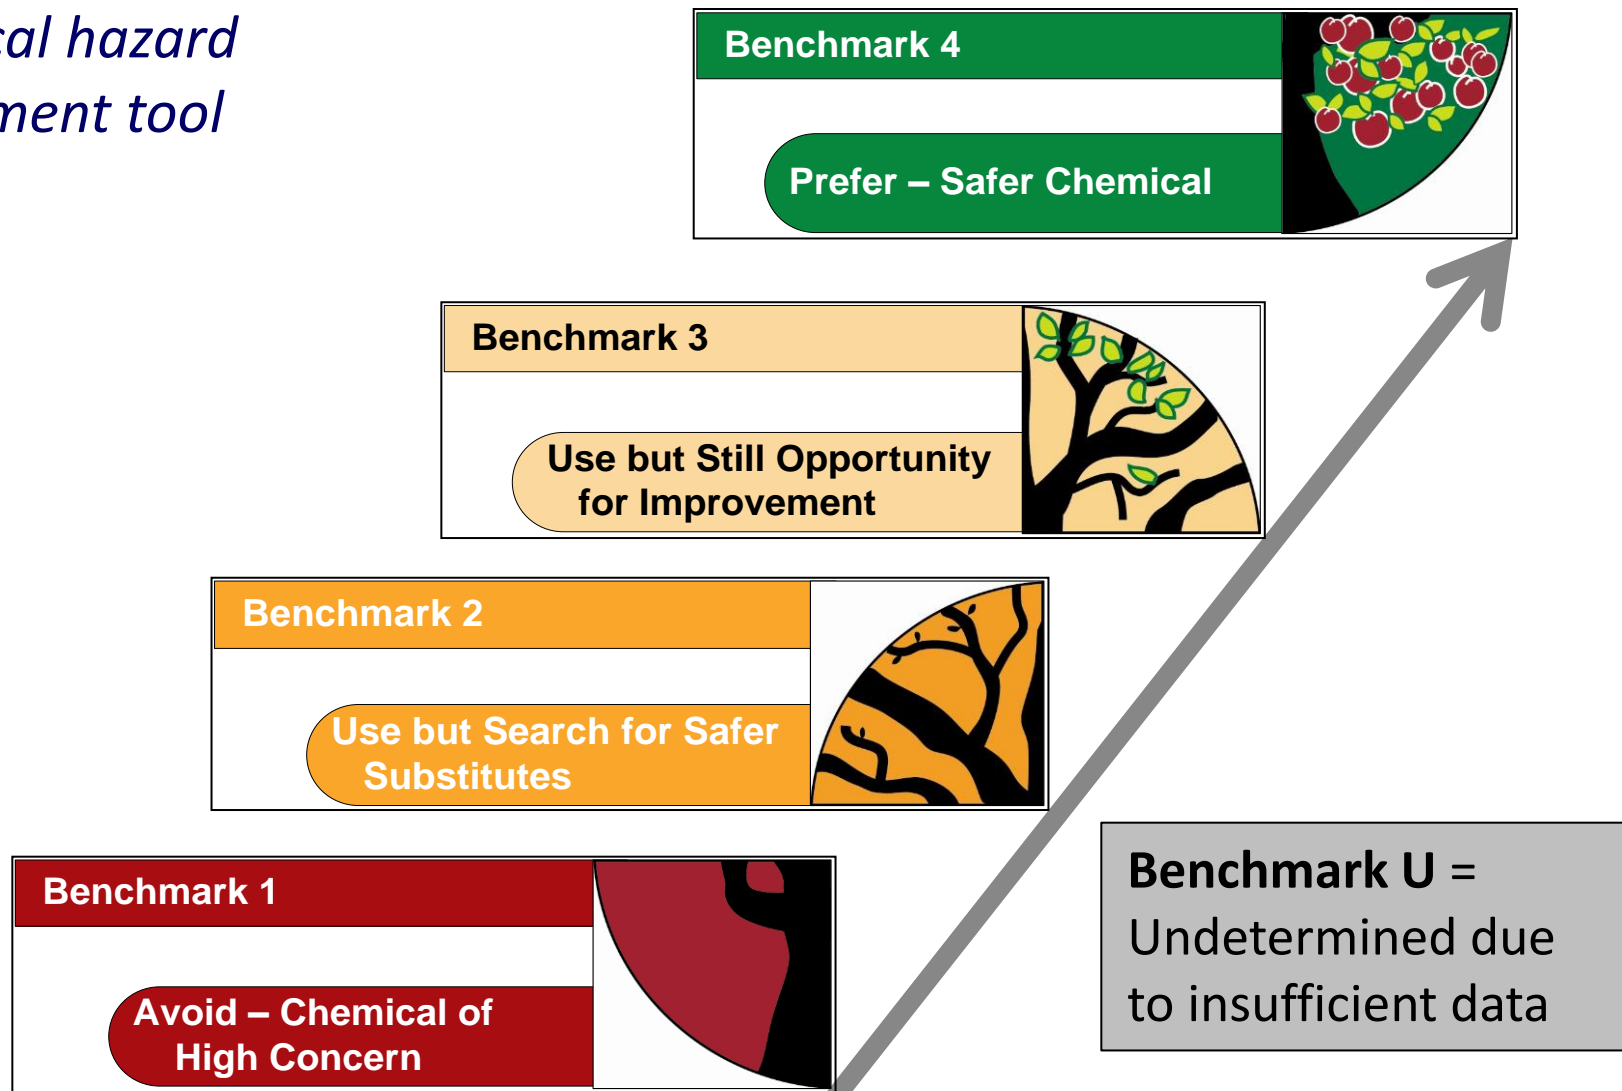 cal hazard
ment tool
Benchmark 4
Prefer – Safer Chemical
Benchmark 3
Use but Still Opportunity
for Improvement
Benchmark 2
Use but Search for Safer
Substitutes
Benchmark 1
Avoid – Chemical of
High Concern
Benchmark U =
Undetermined due
to insufficient data